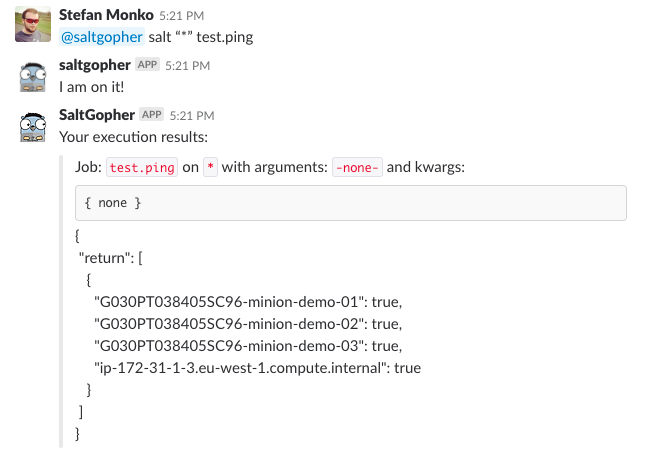 Stefan Monko 5:21 PM
@saltgopher salt “*” test.ping
saltgopher APP 5:21 PM
I am on it!
SaltGopher APP 5:21 PM
Your execution results:
Job: test.ping on * with arguments: -none- and kwargs:
{ none }
{
"return": [
{
"G030PT038405SC96-minion-demo-01": true,
"G030PT038405SC96-minion-demo-02": true,
"G030PT038405SC96-minion-demo-03": true,
"ip-172-31-1-3.eu-west-1.compute.internal": true
}
]
}